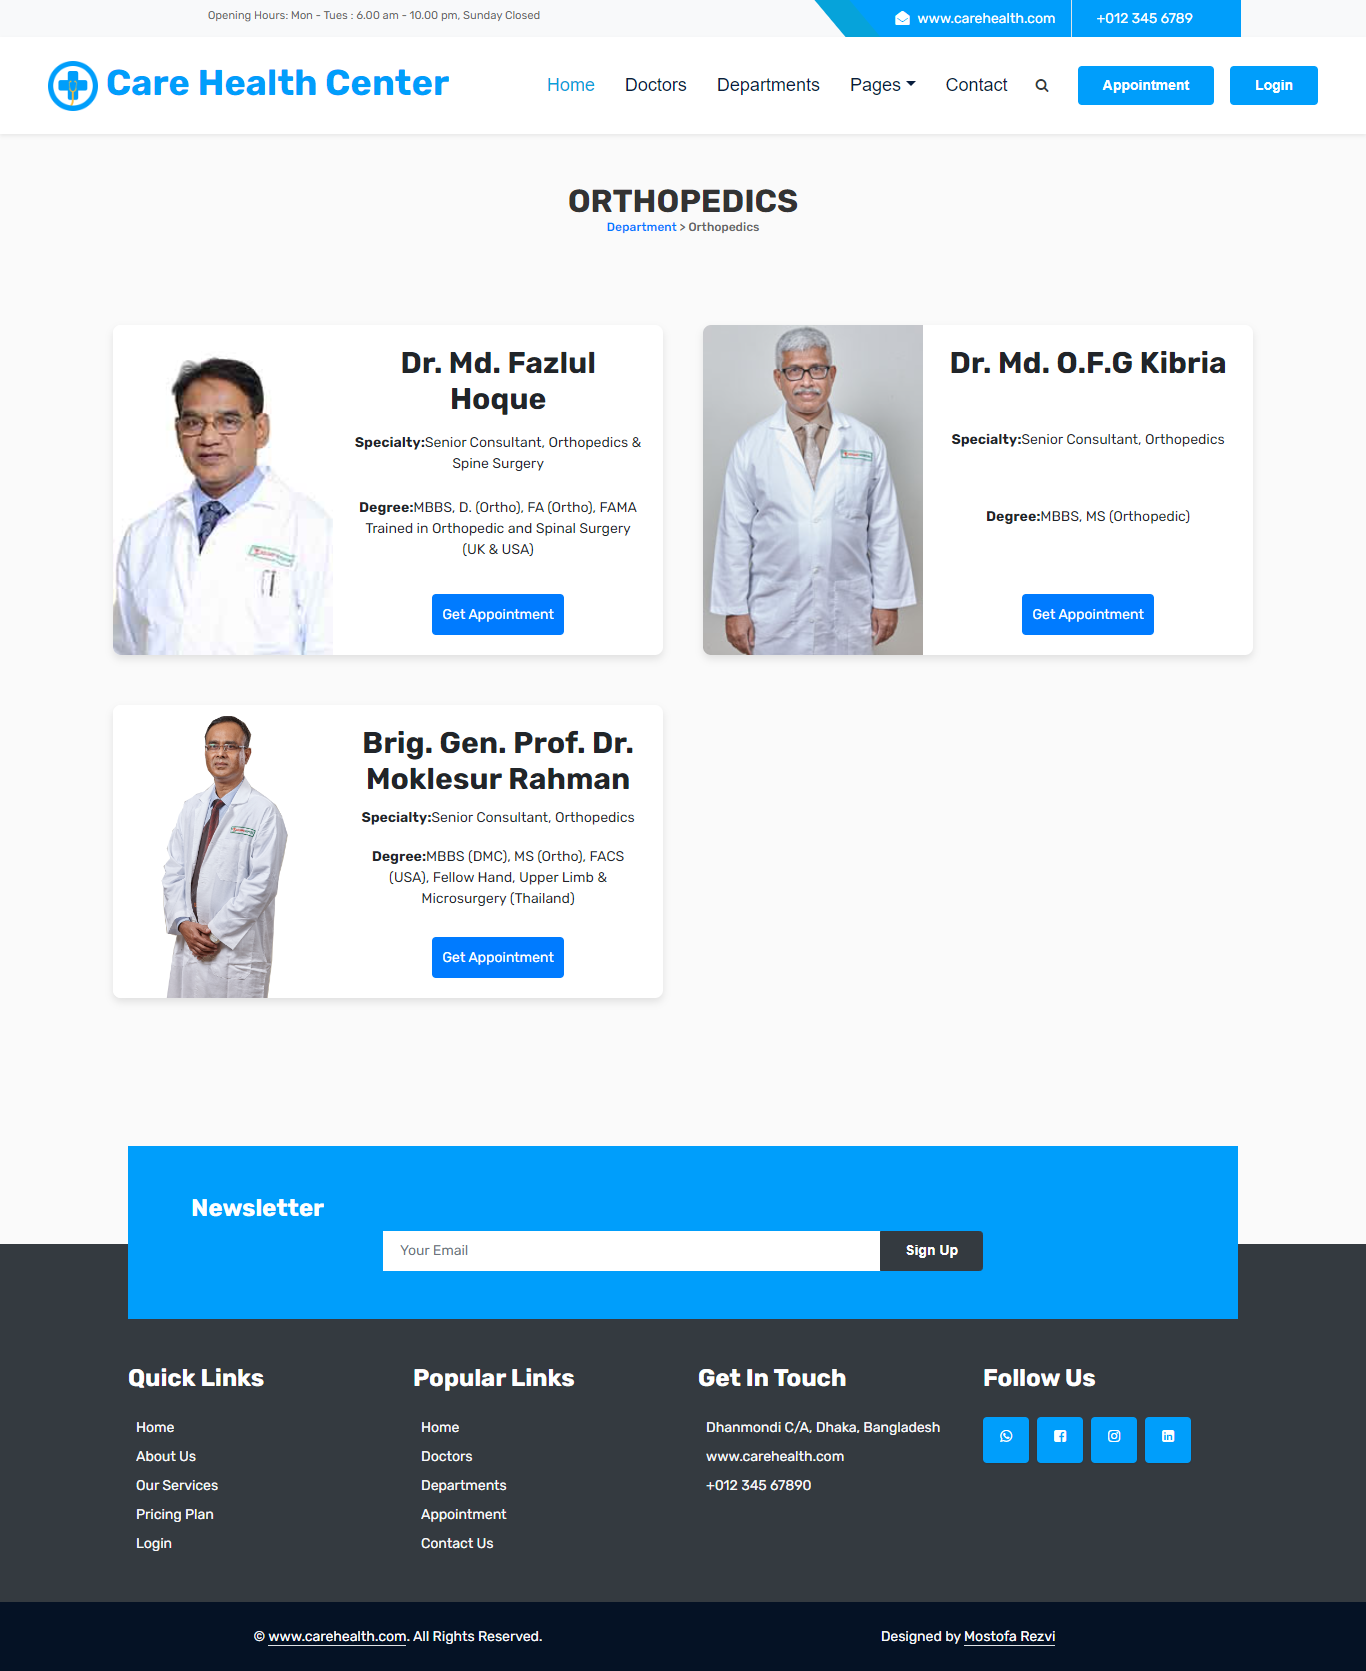 Opening Hours: Mon - Tues : 6.00 am - 10.00 pm, Sunday Closed
www.carehealth.com
+012 345 6789
Care Health Center
Home
Doctors
Departments
Pages
Contact
Appointment
Login
ORTHOPEDICS
Department > Orthopedics
Dr. Md. Fazlul
Hoque
Specialty:Senior Consultant, Orthopedics &
Spine Surgery
Degree:MBBS, D. (Ortho), FA (Ortho), FAMA
Trained in Orthopedic and Spinal Surgery
(UK & USA)
Get Appointment
Dr. Md. O.F.G Kibria
Specialty:Senior Consultant, Orthopedics
Degree:MBBS, MS (Orthopedic)
Get Appointment
Brig. Gen. Prof. Dr.
Moklesur Rahman
Specialty:Senior Consultant, Orthopedics
Degree:MBBS (DMC), MS (Ortho), FACS
(USA), Fellow Hand, Upper Limb &
Microsurgery (Thailand)
Get Appointment
Newsletter
Your Email
Sign Up
Quick Links
Home
About Us
Our Services
Pricing Plan
Login
Popular Links
Home
Doctors
Departments
Appointment
Contact Us
Get In Touch
Dhanmondi C/A, Dhaka, Bangladesh
www.carehealth.com
+012 345 67890
Follow Us
© www.carehealth.com. All Rights Reserved.
Designed by Mostofa Rezvi